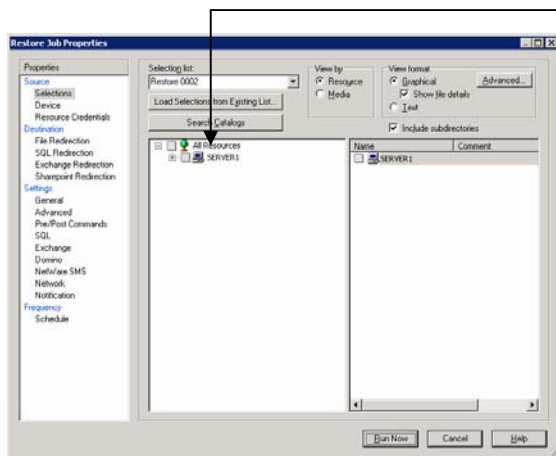 Restore Job Properties
Properties
Source
Selections
Device
Resource Credentials
Destination
File Redirection
SQL Redirection
Exchange Redirection
Sharepoint Redirection
Settings
General
Advanced
Pre/Post Commands
SQL
Exchange
Domino
NetWare SMS
Network
Notification
Frequency
Schedule
Selection list:
Restore 0002
Load Selections from Existing List...
Search Catalogs
View by
Resource
Media
View format
Graphical
Show file details
Text
Advanced...
Include subdirectories
All Resources
SERVER1
Name
Comment
SERVER1
Run Now
Cancel
Help